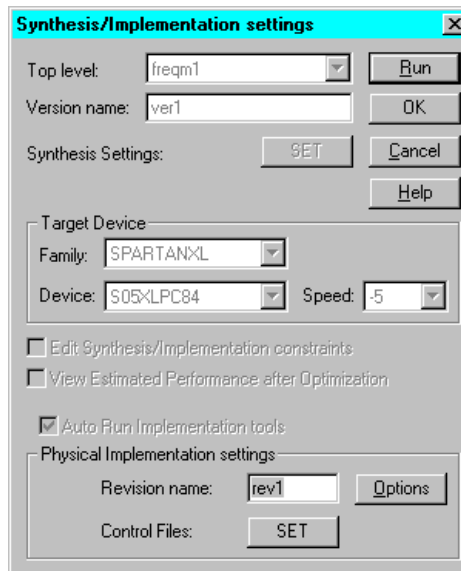 Synthesis/Implementation settings
Top level: freqm1 Run
Version name: ver1 OK
Synthesis Settings: SET Cancel
Help
Target Device
Family: SPARTANXL
Device: S05XLPC84 Speed: -5
Edit Synthesis/Implementation constraints
View Estimated Performance after Optimization
Auto Run Implementation tools
Physical Implementation settings
Revision name: rev1 Options
Control Files: SET